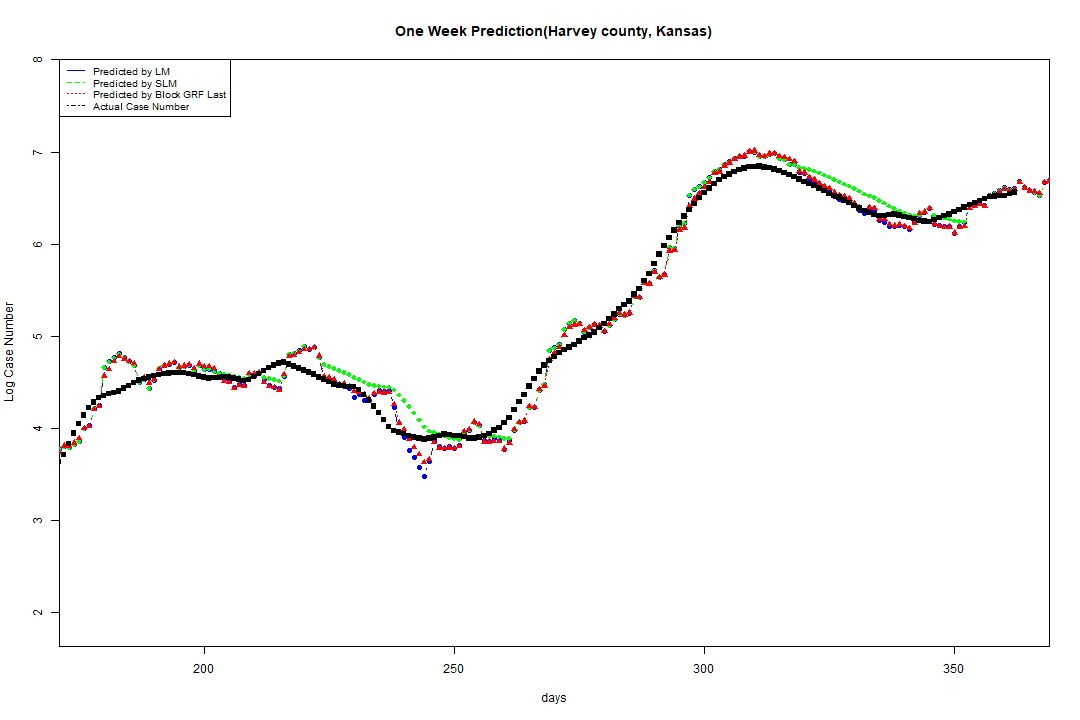 One Week Prediction(Harvey county, Kansas)
Predicted by LM
Predicted by SLM
Predicted by Block GRF Last
Actual Case Number
8
7
6
5
4
3
2
Log Case Number
200 250 300 350
days